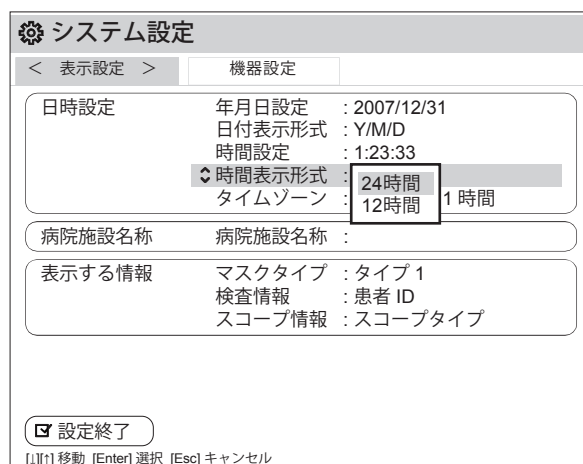 システム設定
< 表示設定 > 機器設定
日時設定 年月日設定 : 2007/12/31
日付表示形式 : Y/M/D
時間設定 : 1:23:33
時間表示形式 : 24時間
タイムゾーン : 12時間 1 時間
病院施設名称 病院施設名称 :
表示する情報 マスクタイプ : タイプ 1
検査情報 : 患者 ID
スコープ情報 : スコープタイプ
設定終了
[↓][↑] 移動 [Enter] 選択 [Esc] キャンセル